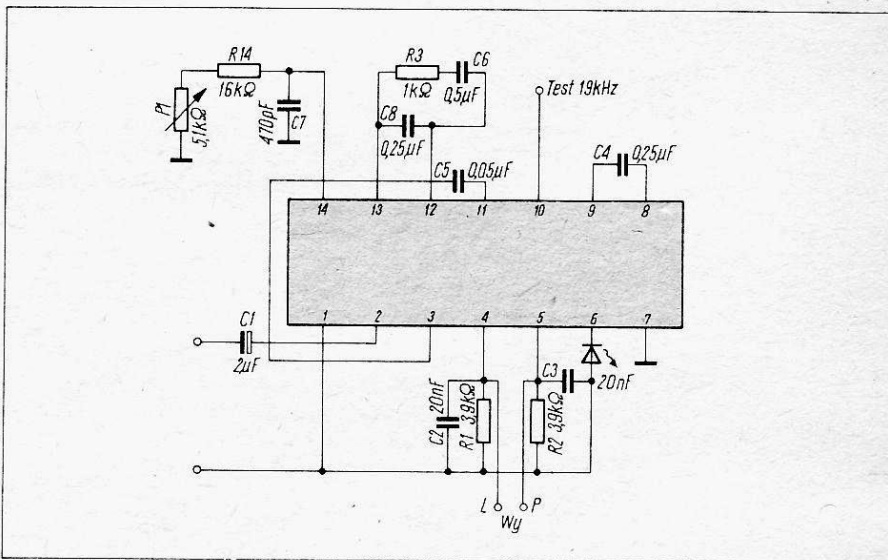 R14
16kΩ
P1
5,1kΩ
470pF
C7
R3
1kΩ
C6
0,5µF
C8
0,25µF
C5
0,05µF
Test 19kHz
C4
0,25µF
14
13
12
11
10
9
8
1
2
3
4
5
6
7
C1
2µF
C2
20nF
R1
3,9kΩ
R2
3,9kΩ
C3
20nF
L
Wy
P